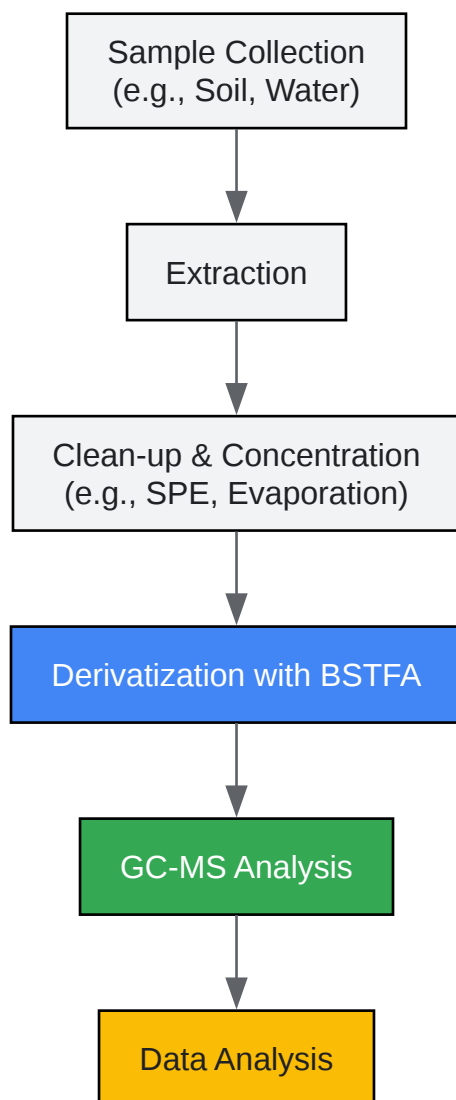 Sample Collection
(e.g., Soil, Water)
Extraction
Clean-up & Concentration
(e.g., SPE, Evaporation)
Derivatization with BSTFA
GC-MS Analysis
Data Analysis